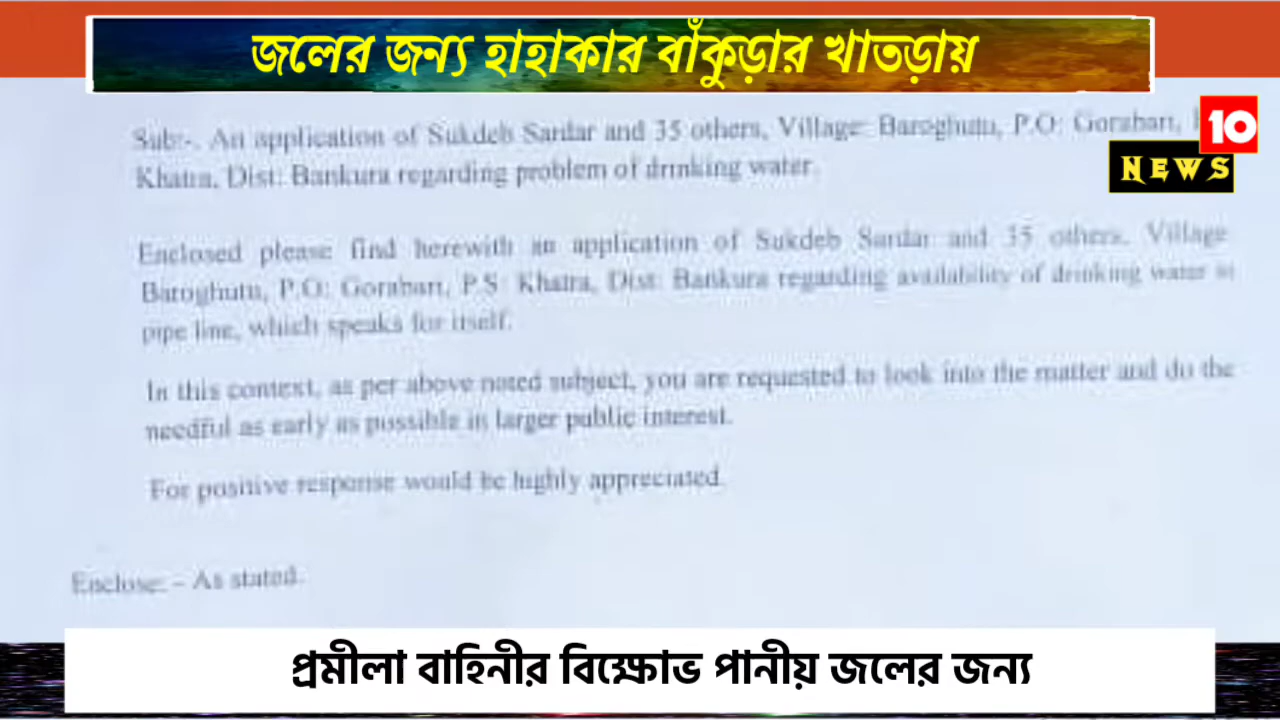 জলের জন্য হাহাকার বাঁকুড়ার খাতড়ায়
Sub:-. An application of Sukdeb Sardar and 35 others, Village: Baroghutu, P.O: Gorabari,
10
NEWS
Khatra, Dist: Bankura regarding problem of drinking water.
Enclosed please find herewith an application of Sukdeb Sardar and 35 others, Village
Baroghutu, P.O: Gorabari, P.S: Khatra, Dist: Bankura regarding availability of drinking water in
pipe line, which speaks for itself.
In this context, as per above noted subject, you are requested to look into the matter and do the
needful as early as possible in larger public interest.
For positive response would be highly appreciated.
Enclose: – As stated.
প্রমীলা বাহিনীর বিক্ষোভ পানীয় জলের জন্য